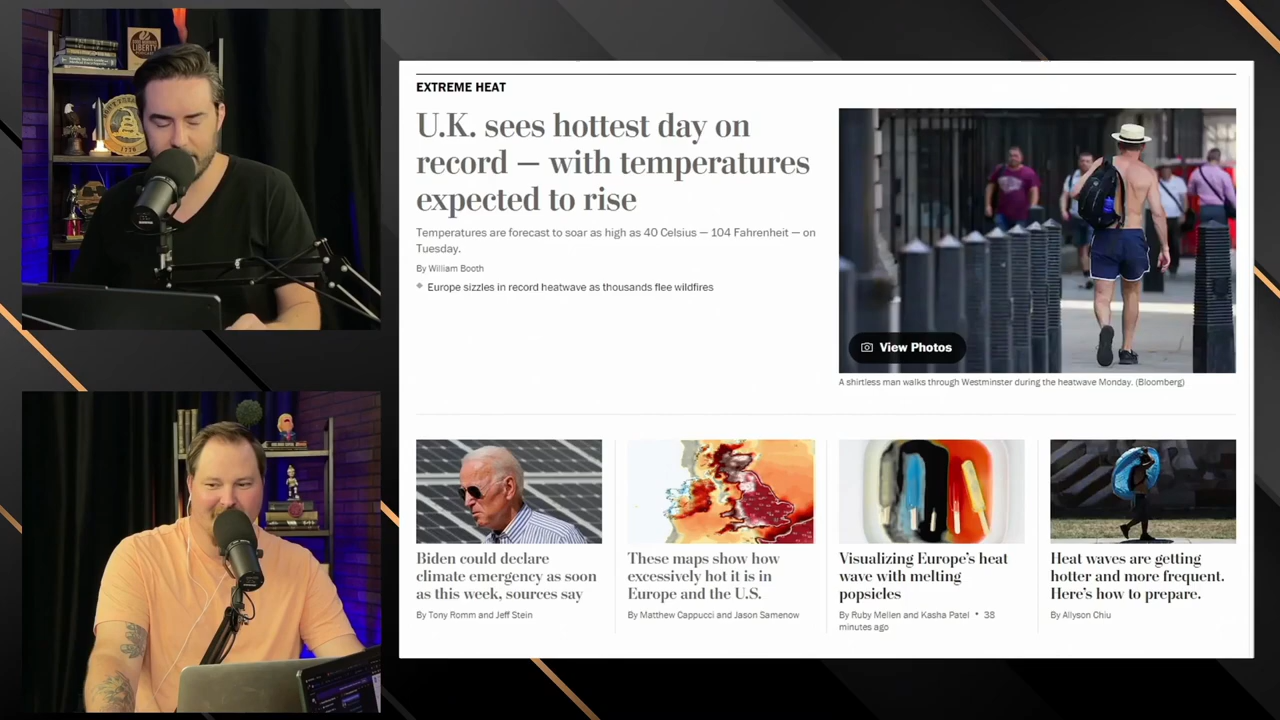 LIBERTY
1776
EXTREME HEAT
U.K. sees hottest day on
record — with temperatures
expected to rise
Temperatures are forecast to soar as high as 40 Celsius — 104 Fahrenheit — on
Tuesday.
By William Booth
Europe sizzles in record heatwave as thousands flee wildfires
View Photos
A shirtless man walks through Westminster during the heatwave Monday. (Bloomberg)
Biden could declare
climate emergency as soon
as this week, sources say
By Tony Romm and Jeff Stein
These maps show how
excessively hot it is in
Europe and the U.S.
By Matthew Cappucci and Jason Samenow
Visualizing Europe’s heat
wave with melting
popsicles
By Ruby Mellen and Kasha Patel • 38
minutes ago
Heat waves are getting
hotter and more frequent.
Here’s how to prepare.
By Allyson Chiu